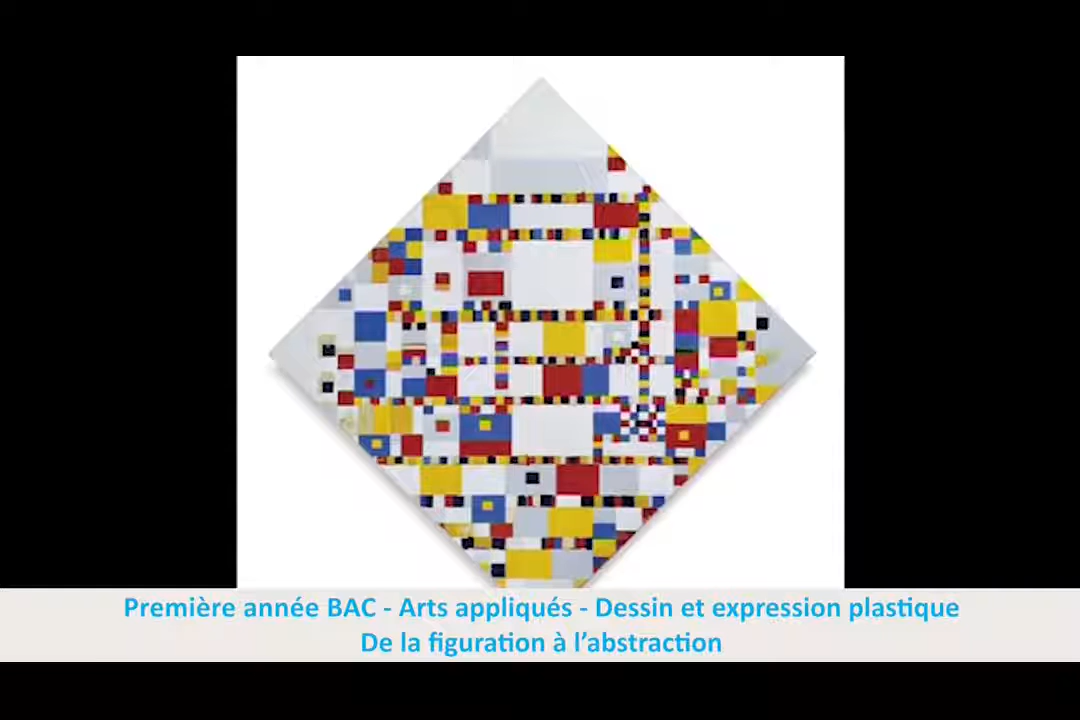 Première année BAC - Arts appliqués - Dessin et expression plastique
De la figuration à l’abstraction